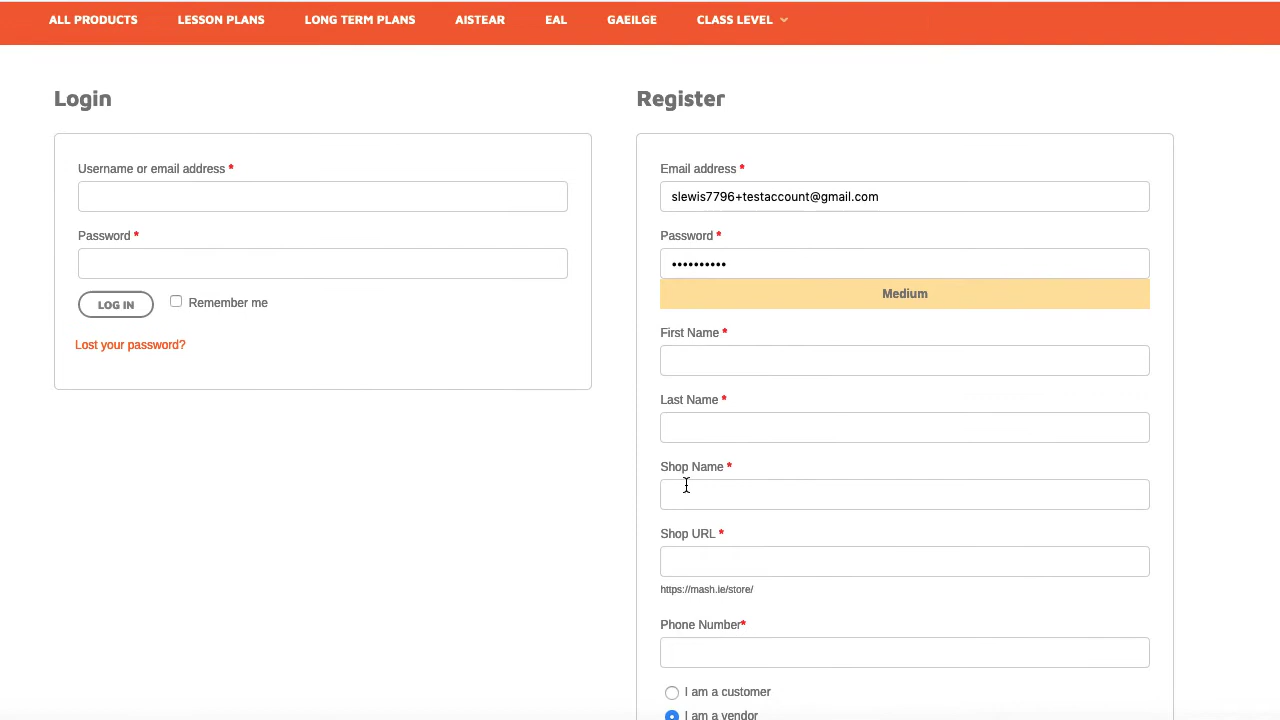 ALL PRODUCTS LESSON PLANS LONG TERM PLANS AISTEAR EAL GAEILGE CLASS LEVEL
Login
Username or email address *
Password *
LOG IN Remember me
Lost your password?
Register
Email address *
slewis7796+testaccount@gmail.com
Password *
••••••••••
Medium
First Name *
Last Name *
Shop Name *
Shop URL *
https://mash.ie/store/
Phone Number*
I am a customer
I am a vendor